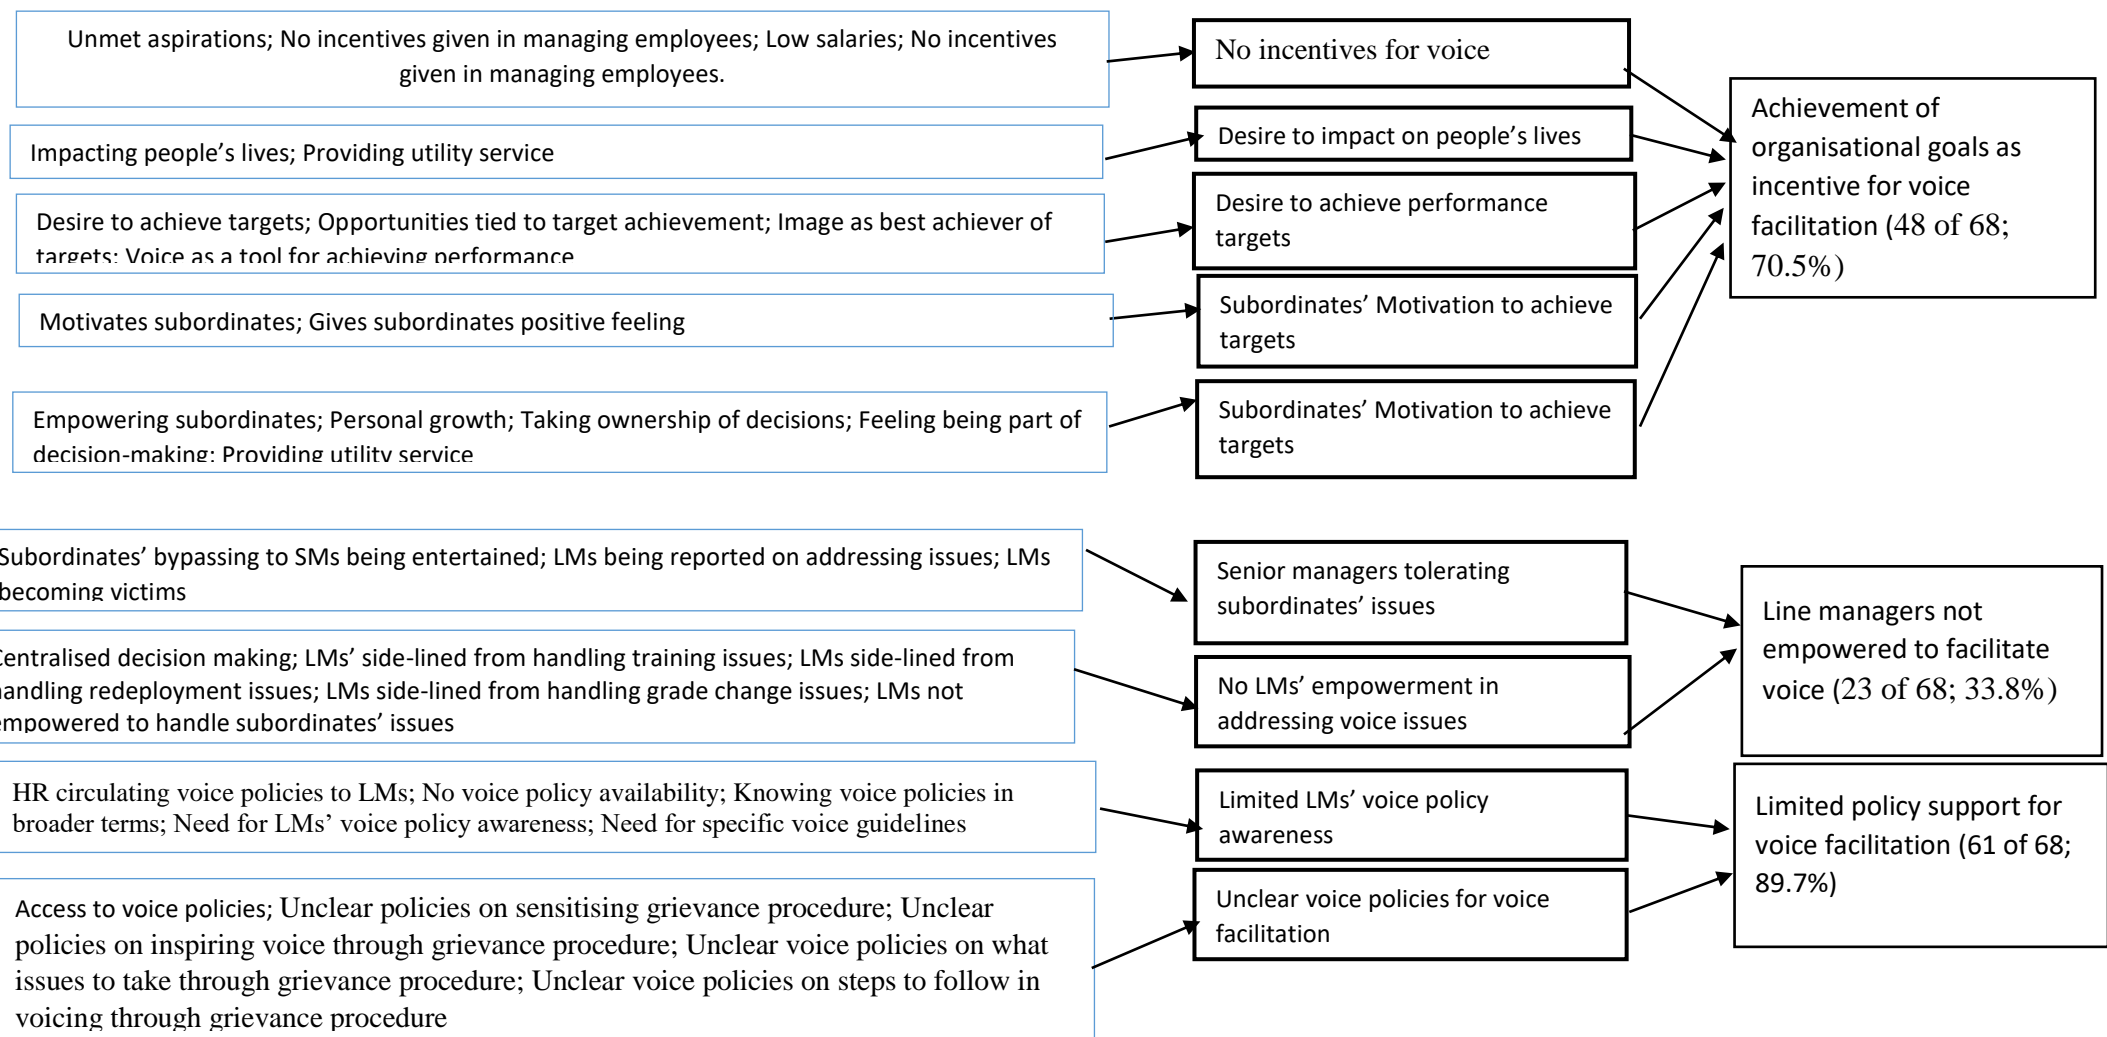 Unmet aspirations; No incentives given in managing employees; Low salaries; No incentives
given in managing employees.
No incentives for voice
Impacting people’s lives; Providing utility service
Desire to impact on people’s lives
Desire to achieve targets; Opportunities tied to target achievement; Image as best achiever of
targets; Voice as a tool for achieving performance
Desire to achieve performance
targets
Motivates subordinates; Gives subordinates positive feeling
Subordinates’ Motivation to achieve
targets
Empowering subordinates; Personal growth; Taking ownership of decisions; Feeling being part of
decision-making; Providing utility service
Subordinates’ Motivation to achieve
targets
Achievement of
organisational goals as
incentive for voice
facilitation (48 of 68;
70.5%)
Subordinates’ bypassing to SMs being entertained; LMs being reported on addressing issues; LMs
becoming victims
Senior managers tolerating
subordinates’ issues
Centralised decision making; LMs’ side-lined from handling training issues; LMs side-lined from
handling redeployment issues; LMs side-lined from handling grade change issues; LMs not
empowered to handle subordinates’ issues
No LMs’ empowerment in
addressing voice issues
Line managers not
empowered to facilitate
voice (23 of 68; 33.8%)
HR circulating voice policies to LMs; No voice policy availability; Knowing voice policies in
broader terms; Need for LMs’ voice policy awareness; Need for specific voice guidelines
Limited LMs’ voice policy
awareness
Access to voice policies; Unclear policies on sensitising grievance procedure; Unclear
policies on inspiring voice through grievance procedure; Unclear voice policies on what
issues to take through grievance procedure; Unclear voice policies on steps to follow in
voicing through grievance procedure
Unclear voice policies for voice
facilitation
Limited policy support for
voice facilitation (61 of 68;
89.7%)